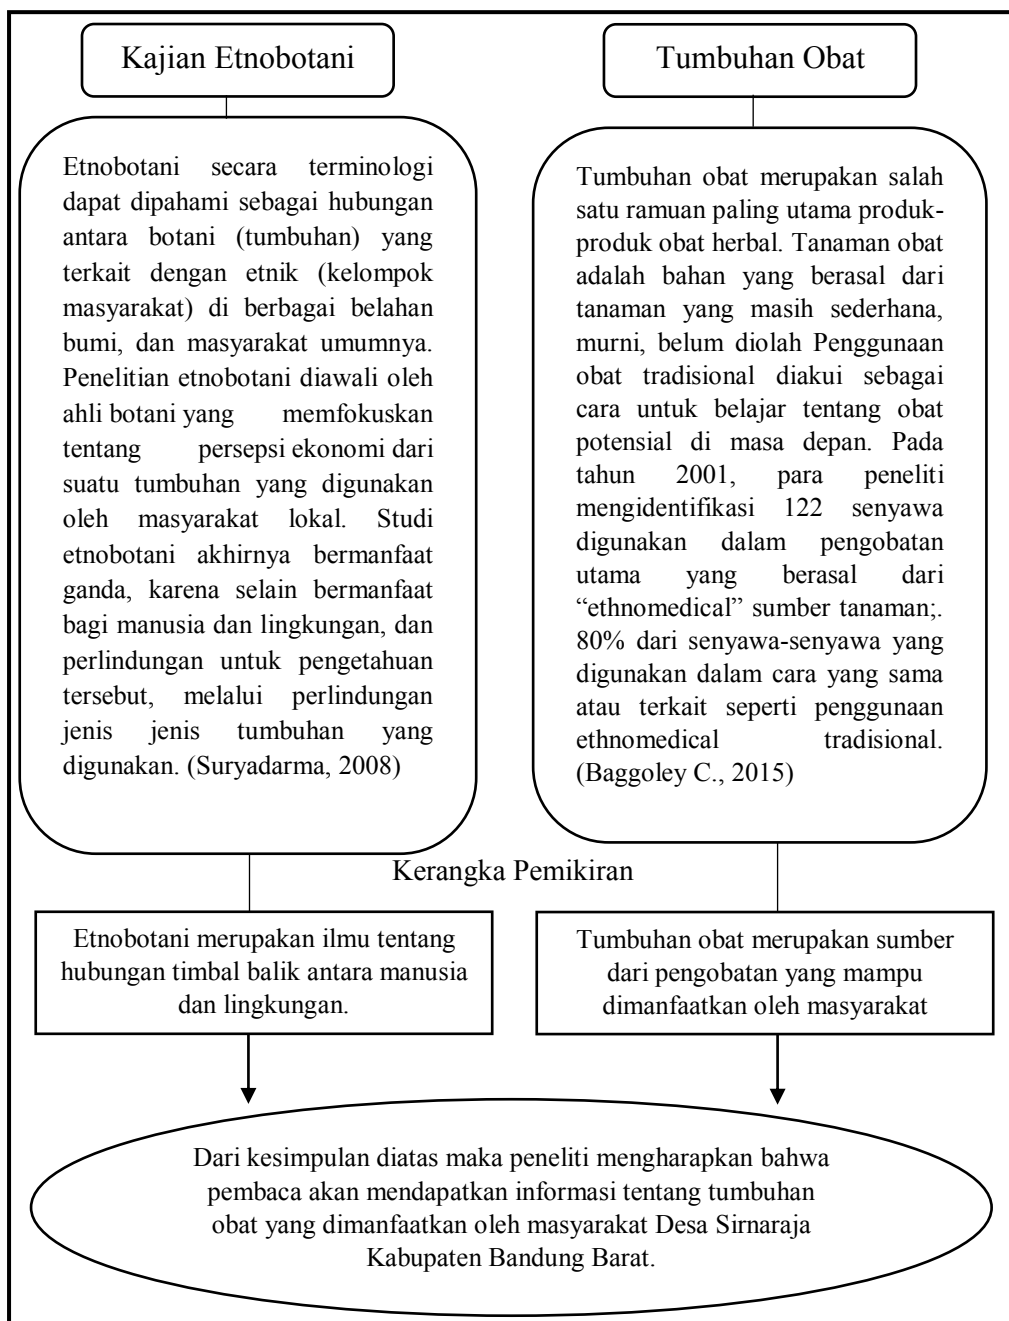 Kajian Etnobotani
Etnobotani secara terminologi
dapat dipahami sebagai hubungan
antara botani (tumbuhan) yang
terkait dengan etnik (kelompok
masyarakat) di berbagai belahan
bumi, dan masyarakat umumnya.
Penelitian etnobotani diawali oleh
ahli botani yang memfokuskan
tentang persepsi ekonomi dari
suatu tumbuhan yang digunakan
oleh masyarakat lokal. Studi
etnobotani akhirnya bermanfaat
ganda, karena selain bermanfaat
bagi manusia dan lingkungan, dan
perlindungan untuk pengetahuan
tersebut, melalui perlindungan
jenis jenis tumbuhan yang
digunakan. (Suryadarma, 2008)
Tumbuhan Obat
Tumbuhan obat merupakan salah
satu ramuan paling utama produk-
produk obat herbal. Tanaman obat
adalah bahan yang berasal dari
tanaman yang masih sederhana,
murni, belum diolah Penggunaan
obat tradisional diakui sebagai
cara untuk belajar tentang obat
potensial di masa depan. Pada
tahun 2001, para peneliti
mengidentifikasi 122 senyawa
digunakan dalam pengobatan
utama yang berasal dari
“ethnomedical” sumber tanaman;.
80% dari senyawa-senyawa yang
digunakan dalam cara yang sama
atau terkait seperti penggunaan
ethnomedical tradisional.
(Baggoley C., 2015)
Kerangka Pemikiran
Etnobotani merupakan ilmu tentang
hubungan timbal balik antara manusia
dan lingkungan.
Tumbuhan obat merupakan sumber
dari pengobatan yang mampu
dimanfaatkan oleh masyarakat
Dari kesimpulan diatas maka peneliti mengharapkan bahwa
pembaca akan mendapatkan informasi tentang tumbuhan
obat yang dimanfaatkan oleh masyarakat Desa Sirnaraja
Kabupaten Bandung Barat.